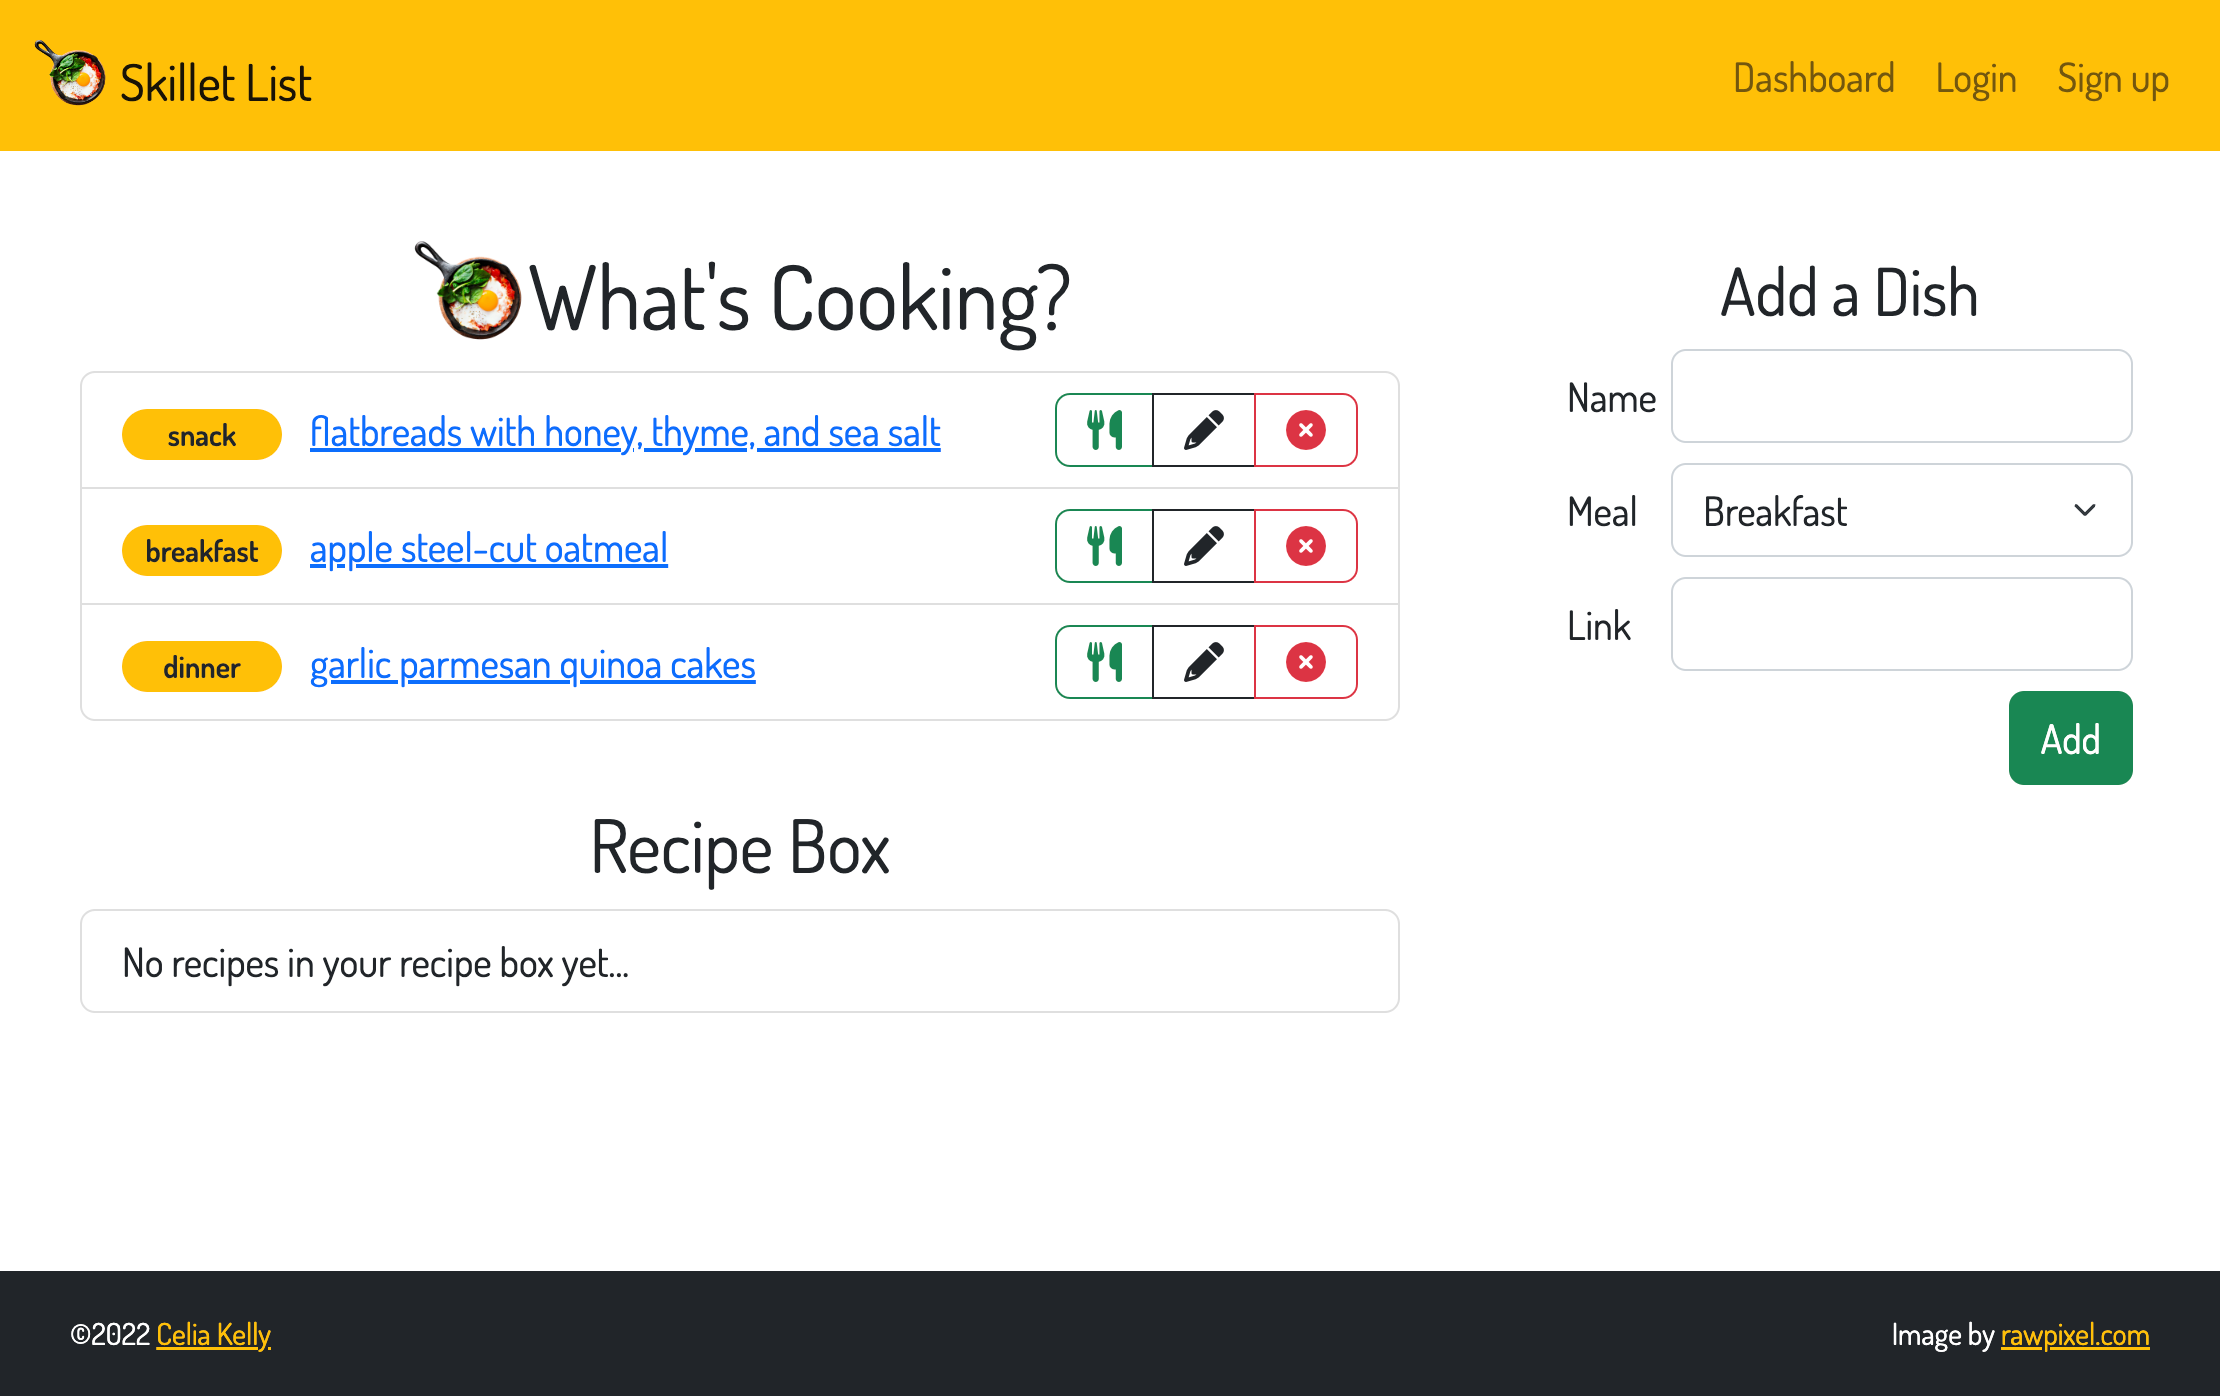 Skillet List
Dashboard Login Sign up
What's Cooking?
snack flatbreads with honey, thyme, and sea salt
breakfast apple steel-cut oatmeal
dinner garlic parmesan quinoa cakes
Recipe Box
No recipes in your recipe box yet...
Add a Dish
Name
Meal Breakfast
Link
Add
©2022 Celia Kelly
Image by rawpixel.com